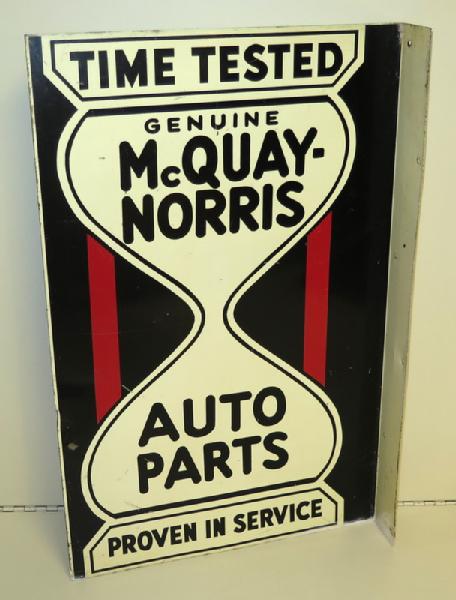 TIME TESTED
GENUINE
McQUAY-
NORRIS
AUTO
PARTS
PROVEN IN SERVICE